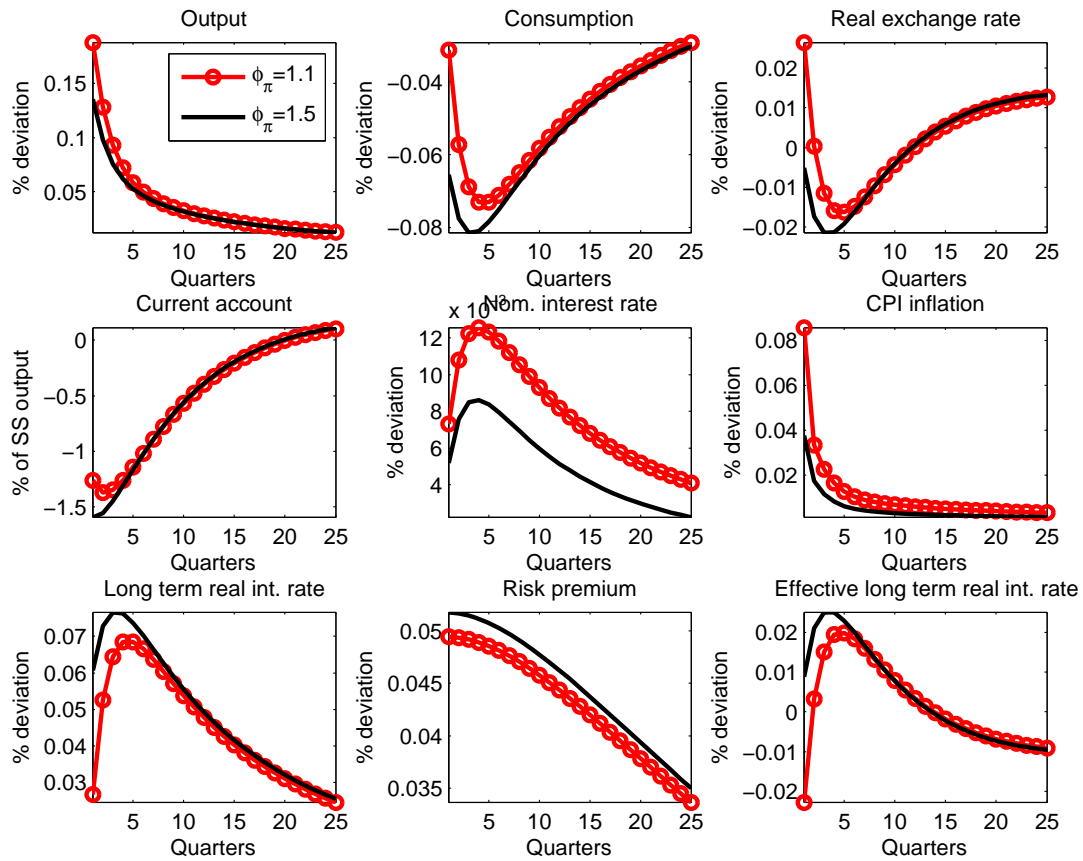 Output
% deviation
0.15
0.1
0.05
ϕπ=1.1
ϕπ=1.5
5 10 15 20 25
Quarters
Consumption
% deviation
−0.04
−0.06
−0.08
5 10 15 20 25
Quarters
Real exchange rate
% deviation
0.02
0.01
0
−0.01
−0.02
5 10 15 20 25
Quarters
Current account
% of SS output
0
−0.5
−1
−1.5
5 10 15 20 25
Quarters
Nom. interest rate
% deviation
12
10
8
6
4
5 10 15 20 25
Quarters
CPI inflation
% deviation
0.08
0.06
0.04
0.02
5 10 15 20 25
Quarters
Long term real int. rate
% deviation
0.07
0.06
0.05
0.04
0.03
5 10 15 20 25
Quarters
Risk premium
% deviation
0.05
0.045
0.04
0.035
5 10 15 20 25
Quarters
Effective long term real int. rate
% deviation
0.02
0.01
0
−0.01
−0.02
5 10 15 20 25
Quarters